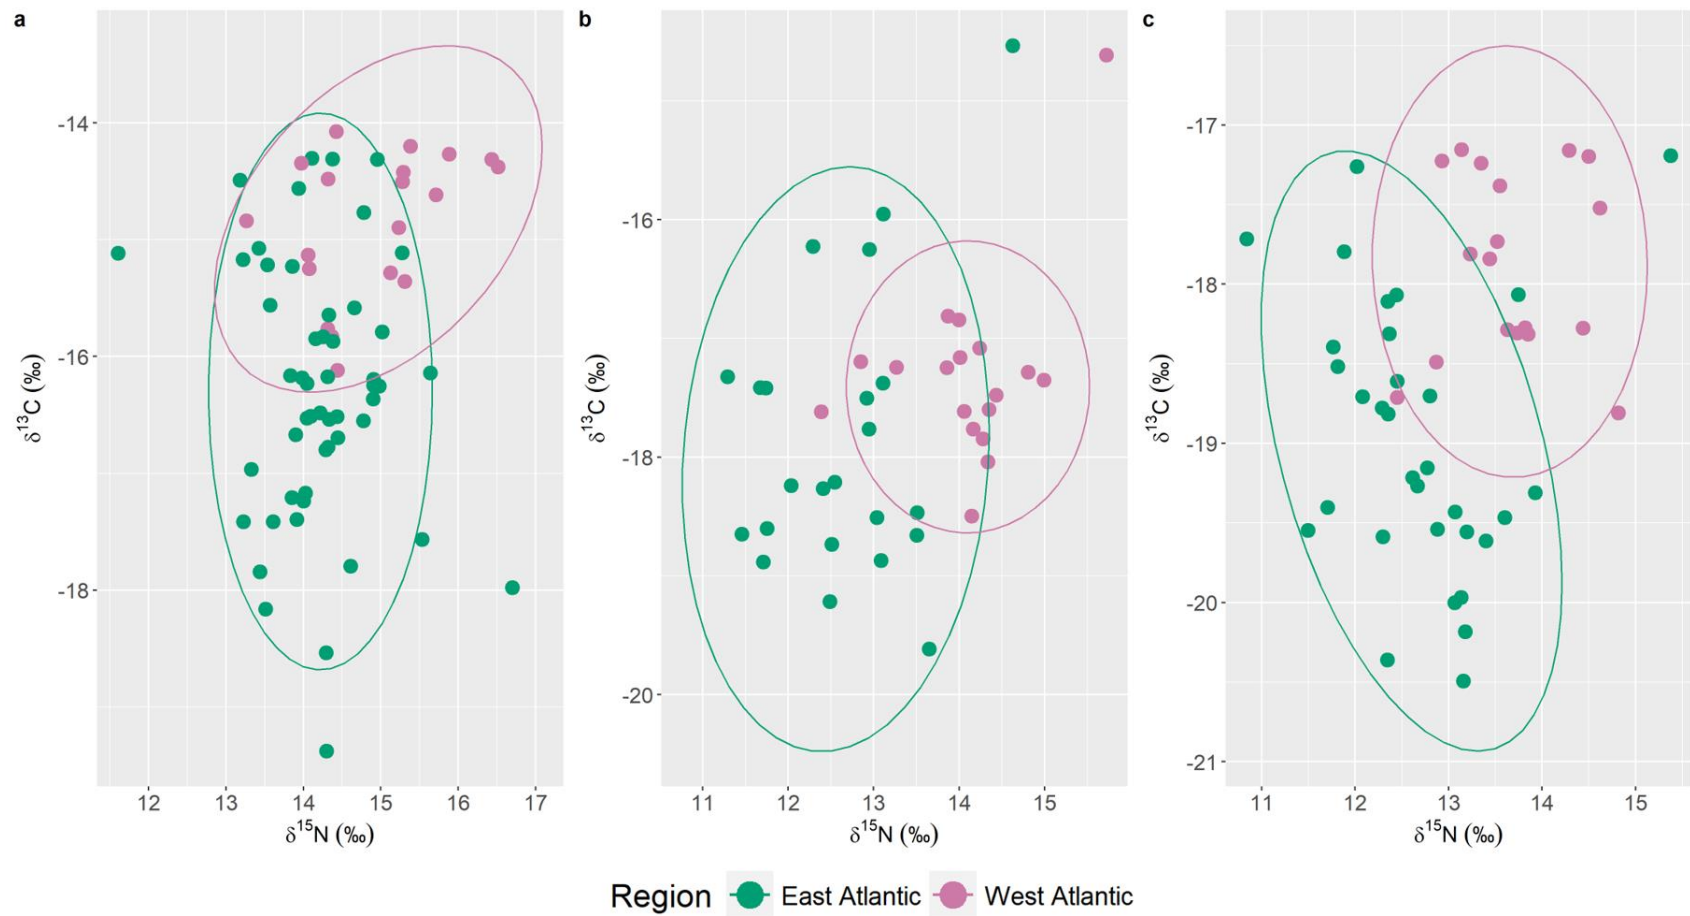 a
-14
-16
-18
δ13C (‰)
12 13 14 15 16 17
δ15N (‰)
b
-16
-18
-20
δ13C (‰)
11 12 13 14 15
δ15N (‰)
c
-17
-18
-19
-20
-21
δ13C (‰)
11 12 13 14 15
δ15N (‰)
Region East Atlantic West Atlantic